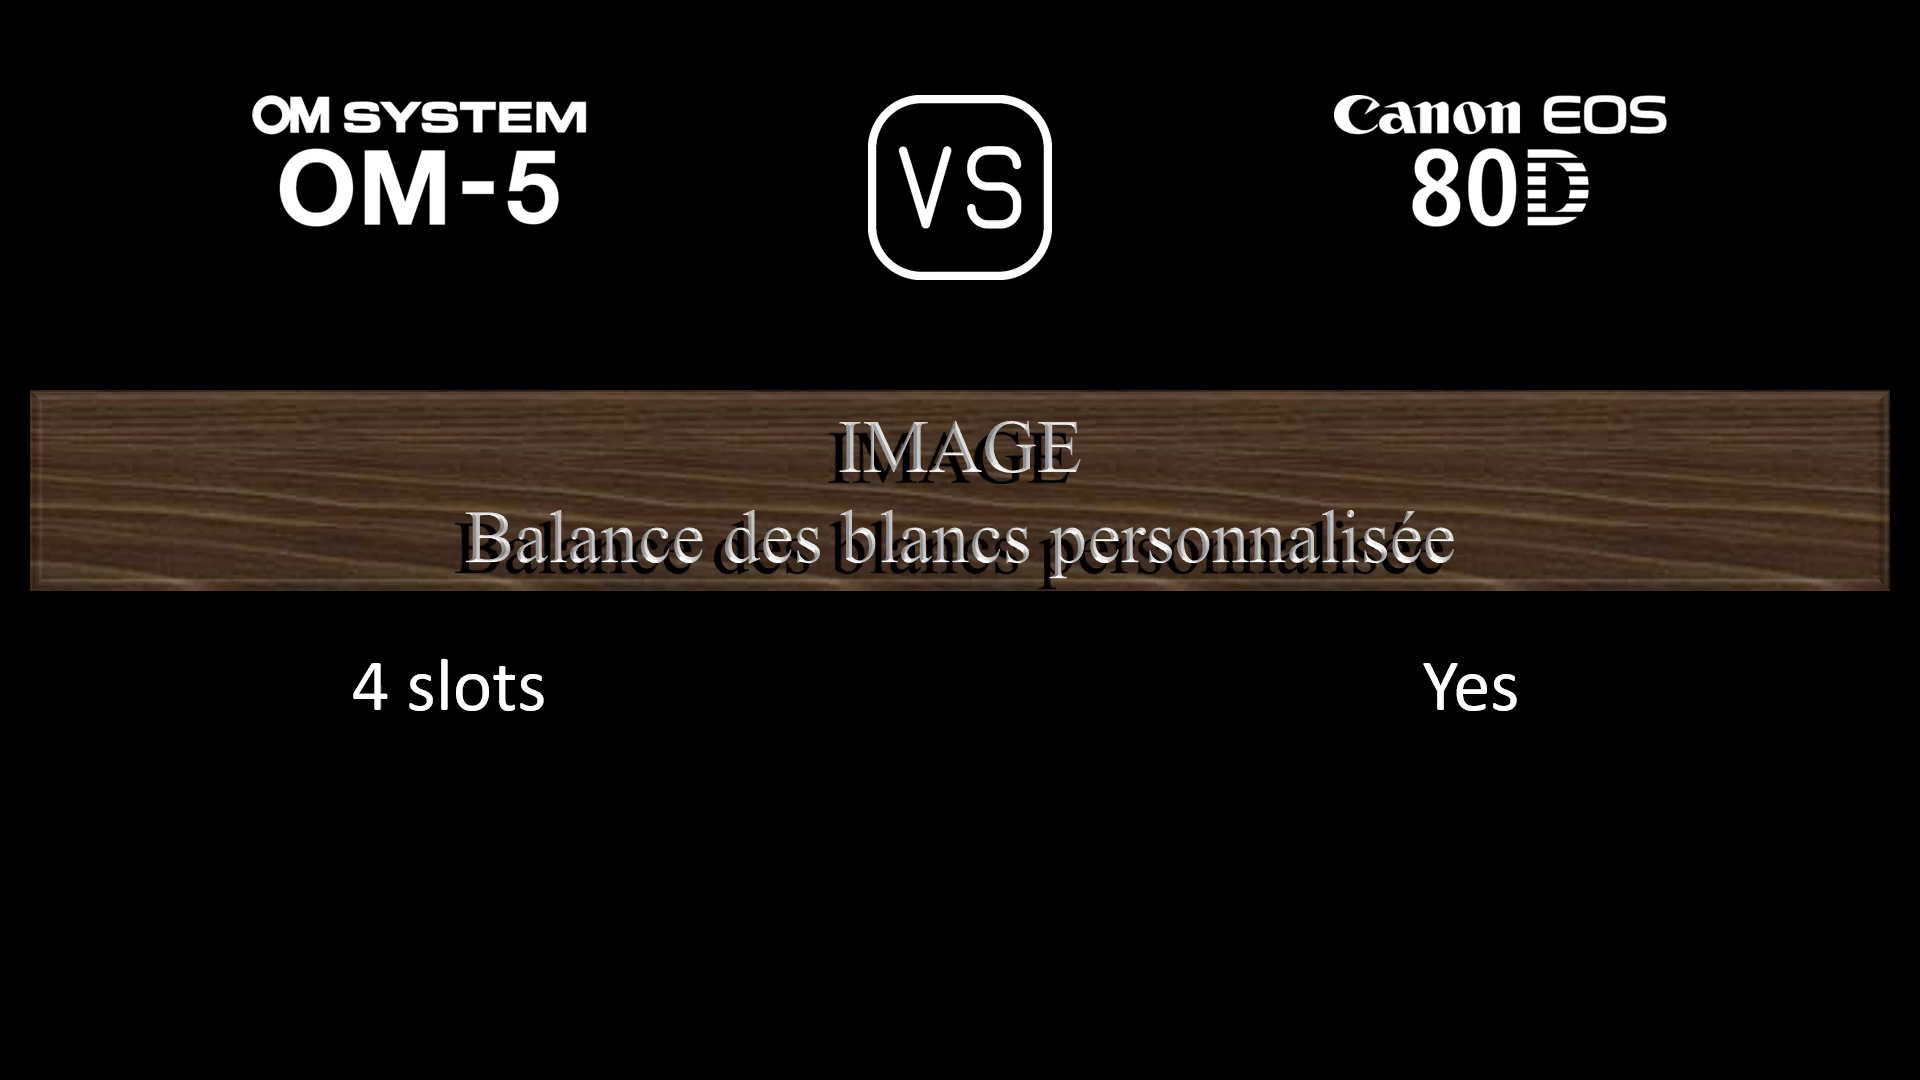 OM SYSTEM
OM-5
VS
Canon EOS
80D
IMAGE
Balance des blancs personnalisée
4 slots
Yes